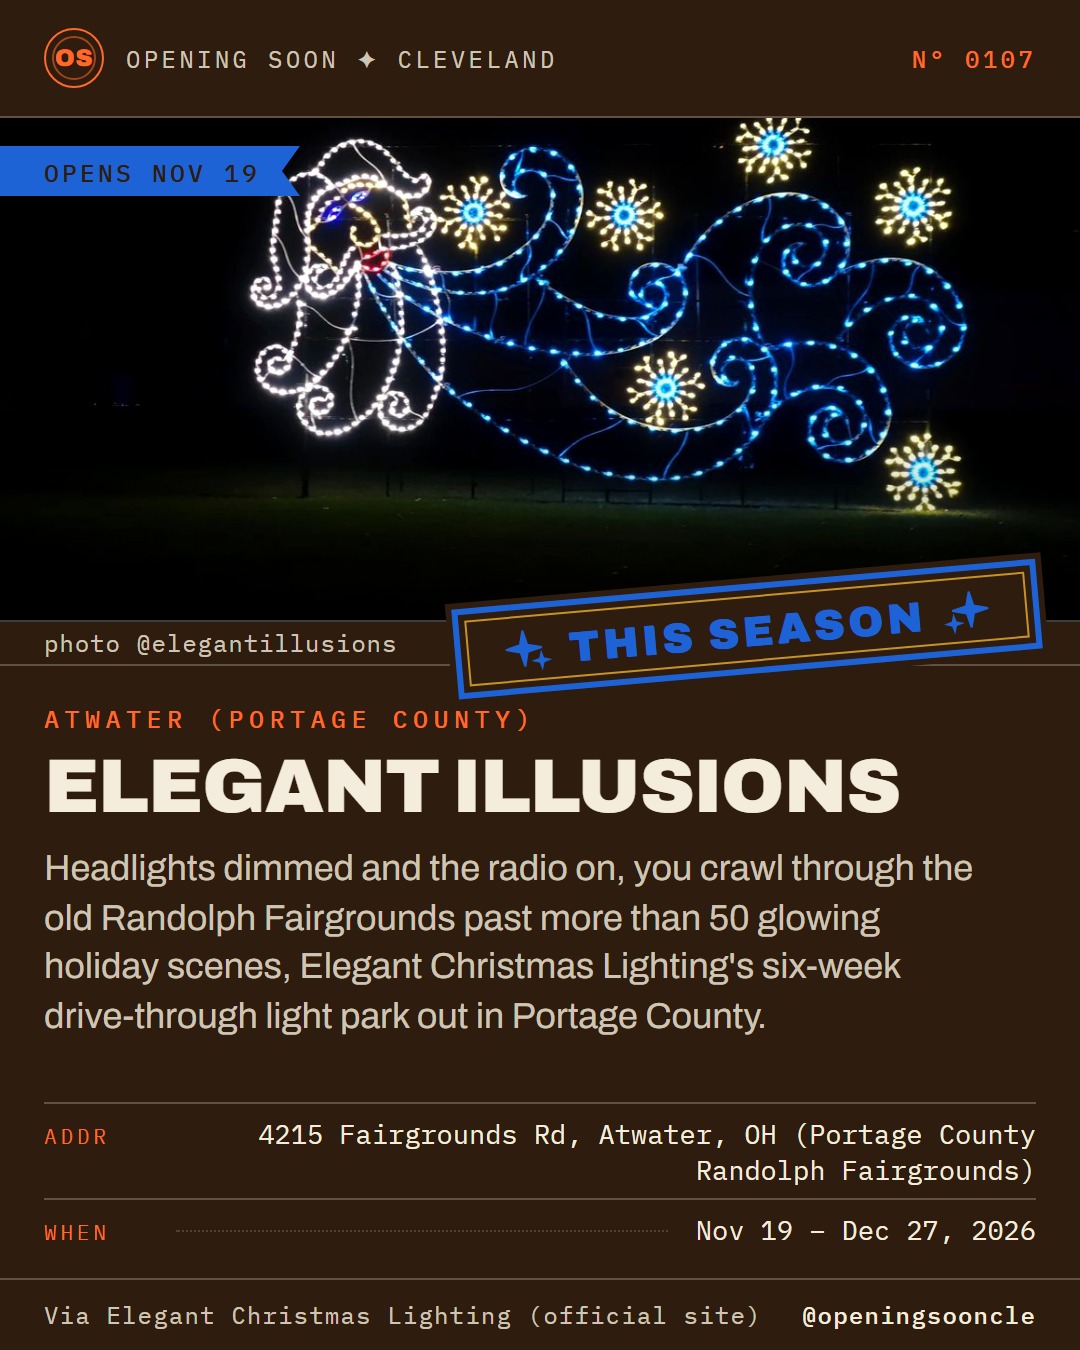 OS OPENING SOON ✦ CLEVELAND
N° 0107
OPENS NOV 19
THIS SEASON
photo @elegantillusions
ATWATER (PORTAGE COUNTY)
ELEGANT ILLUSIONS
Headlights dimmed and the radio on, you crawl through the
old Randolph Fairgrounds past more than 50 glowing
holiday scenes, Elegant Christmas Lighting's six-week
drive-through light park out in Portage County.
ADDR 4215 Fairgrounds Rd, Atwater, OH (Portage County
Randolph Fairgrounds)
WHEN Nov 19 – Dec 27, 2026
Via Elegant Christmas Lighting (official site) @openingsooncle